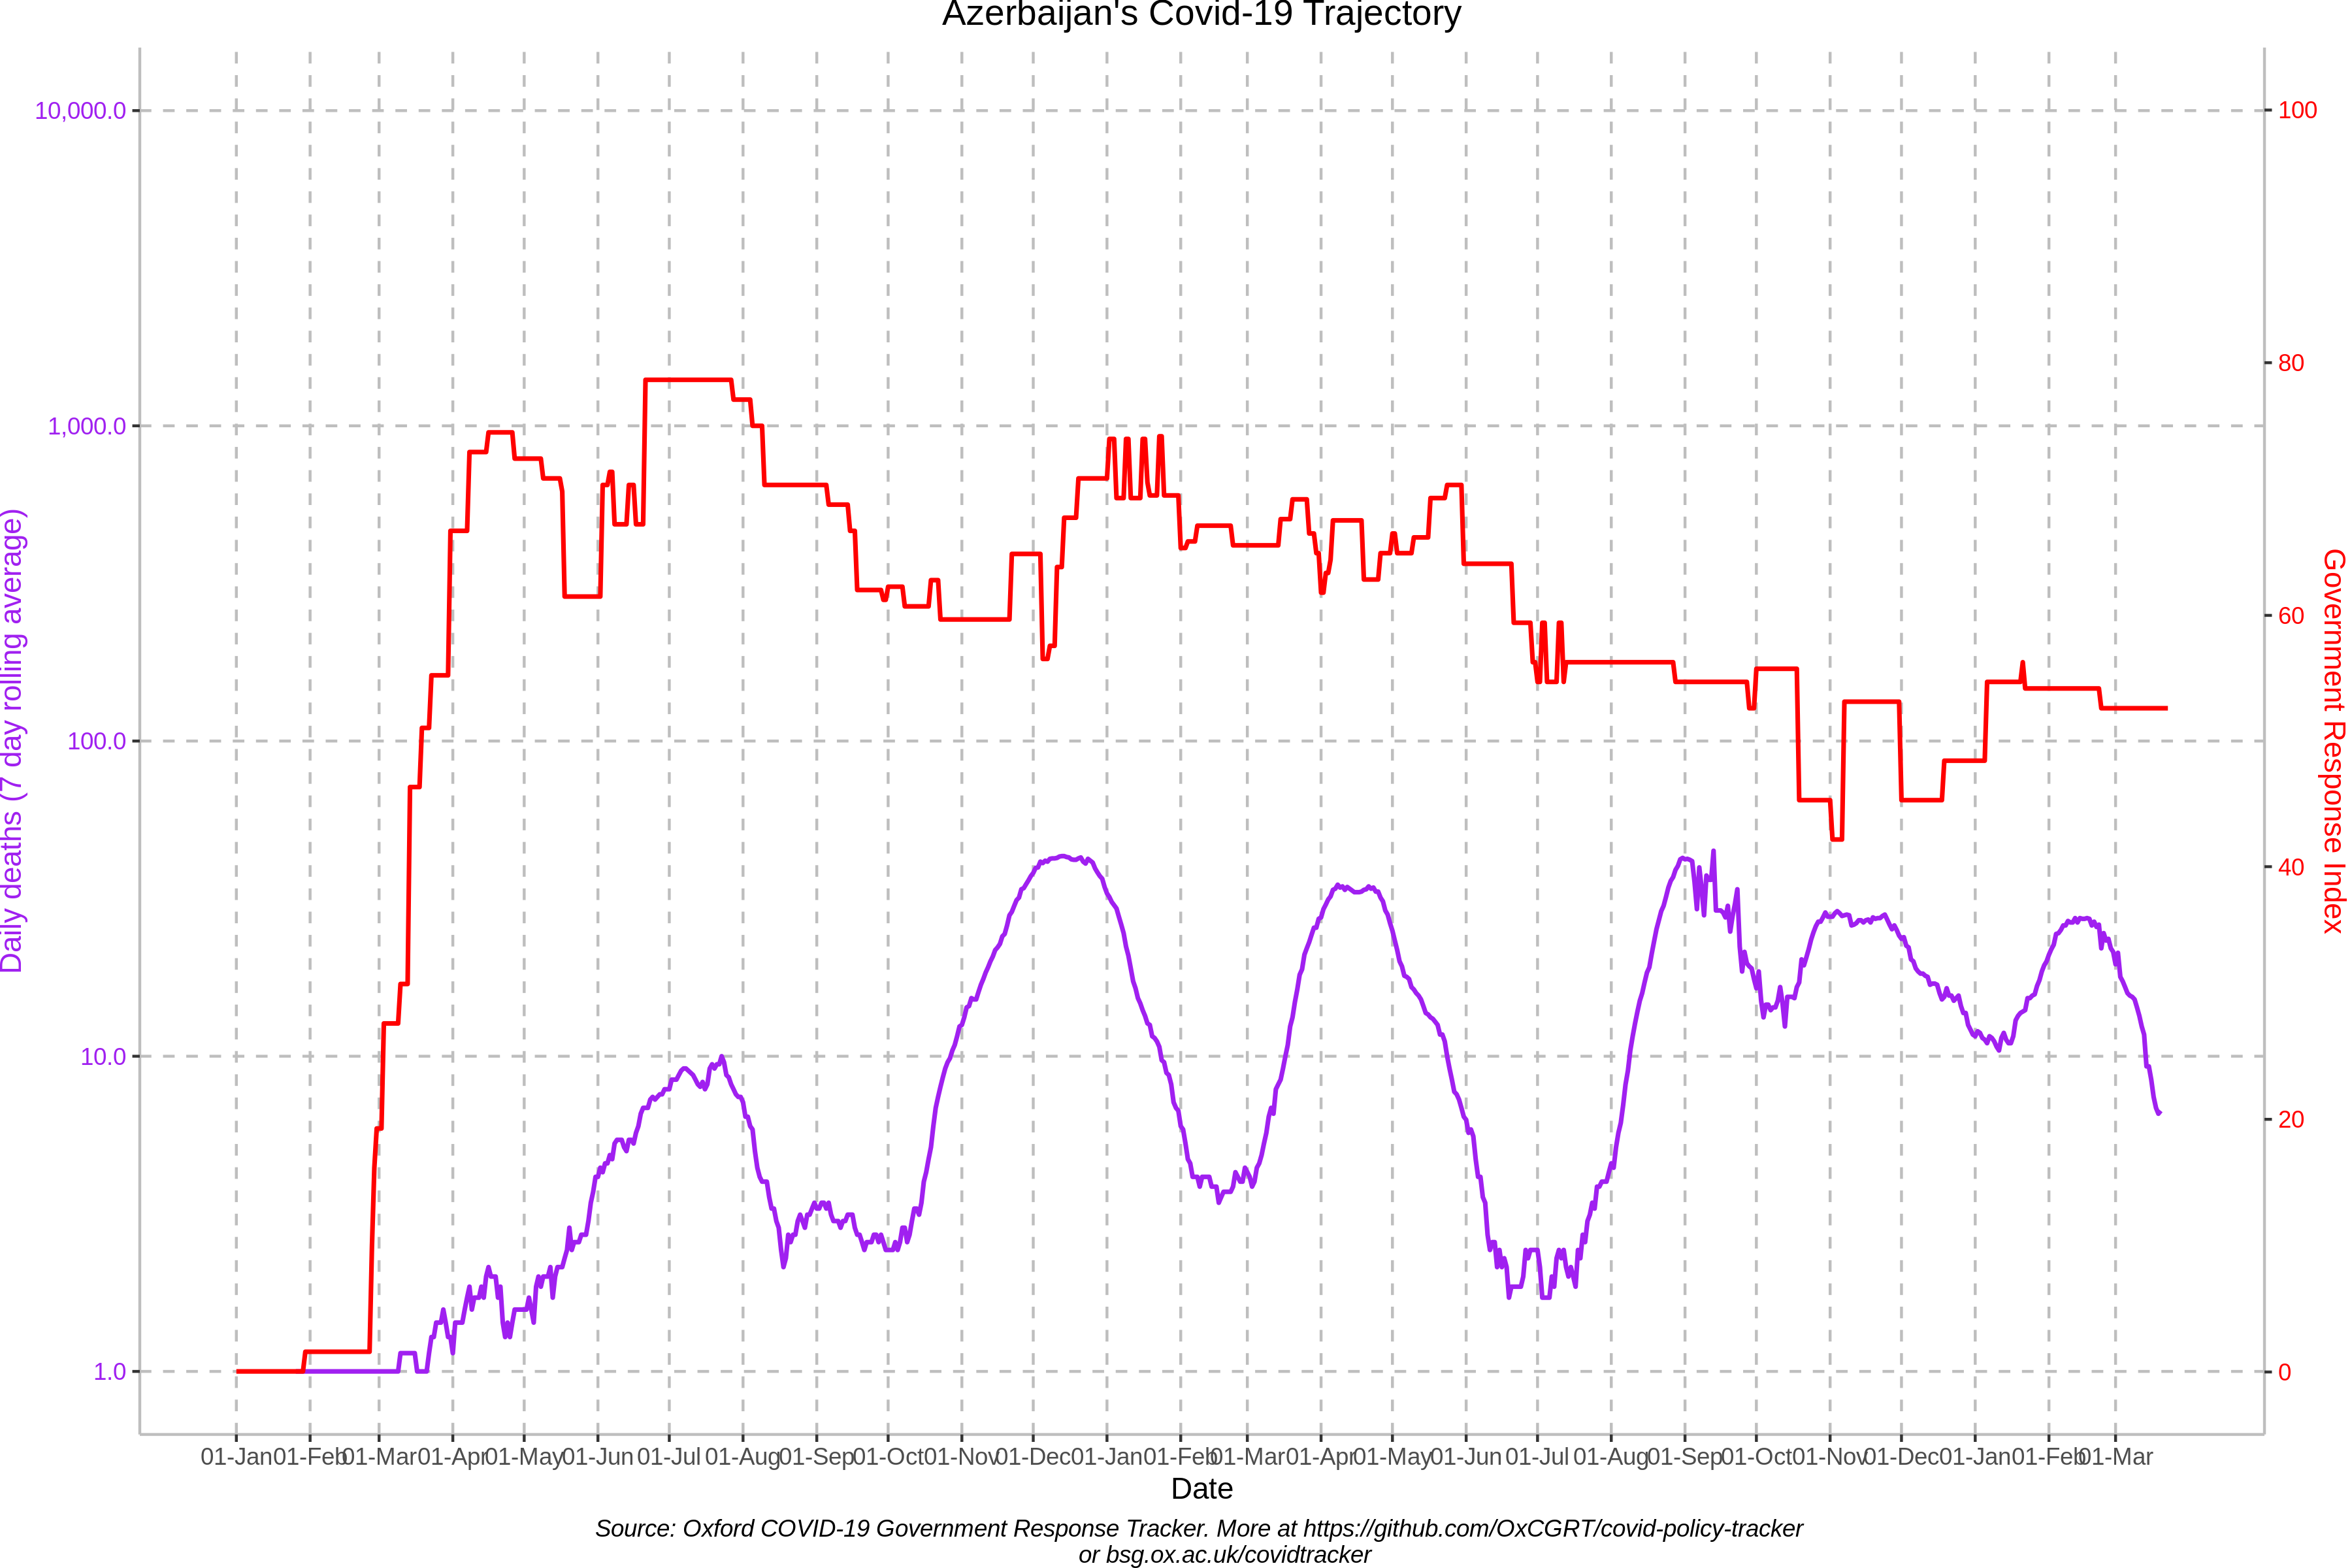 Azerbaijan's Covid-19 Trajectory
Daily deaths (7 day rolling average)
10,000.0
1,000.0
100.0
10.0
1.0
100
80
60
40
20
0
Government Response Index
01-Jan 01-Feb 01-Mar 01-Apr 01-May 01-Jun 01-Jul 01-Aug 01-Sep 01-Oct 01-Nov 01-Dec 01-Jan 01-Feb 01-Mar 01-Apr 01-May 01-Jun 01-Jul 01-Aug 01-Sep 01-Oct 01-Nov 01-Dec 01-Jan 01-Feb 01-Mar
Date
Source: Oxford COVID-19 Government Response Tracker. More at https://github.com/OxCGRT/covid-policy-tracker
or bsg.ox.ac.uk/covidtracker